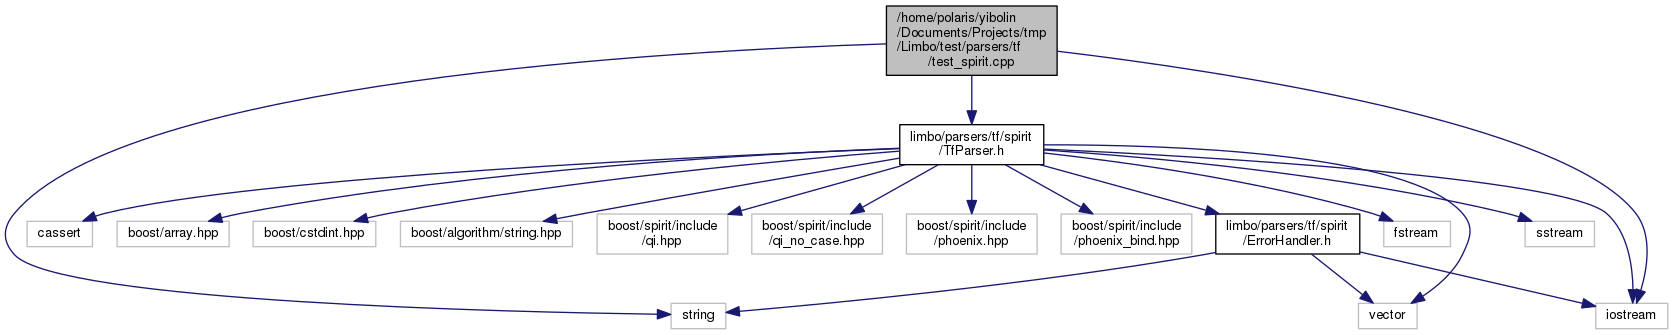 /home/polaris/yibolin
/Documents/Projects/tmp
/Limbo/test/parsers/tf
/test_spirit.cpp
limbo/parsers/tf/spirit
/TfParser.h
cassert
boost/array.hpp
boost/cstdint.hpp
boost/algorithm/string.hpp
boost/spirit/include
/qi.hpp
boost/spirit/include
/qi_no_case.hpp
boost/spirit/include
/phoenix.hpp
boost/spirit/include
/phoenix_bind.hpp
limbo/parsers/tf/spirit
/ErrorHandler.h
fstream
sstream
string
vector
iostream